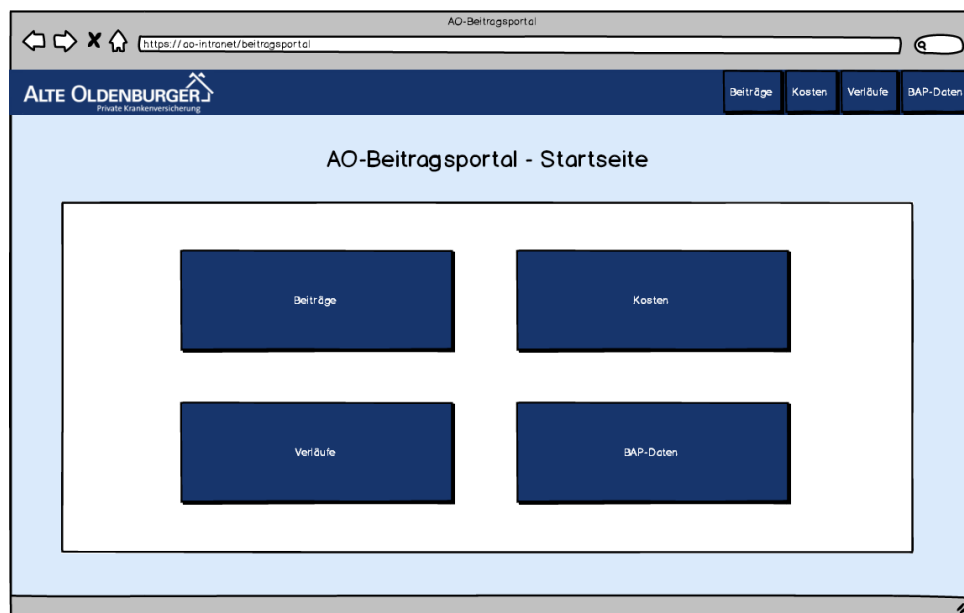 AO-Beitragsportal
https://ao-intranet/beitragsportal
ALTE OLDENBURGER
Private Krankenversicherung
Beiträge Kosten Verläufe BAP-Daten
AO-Beitragsportal - Startseite
Beiträge Kosten
Verläufe BAP-Daten